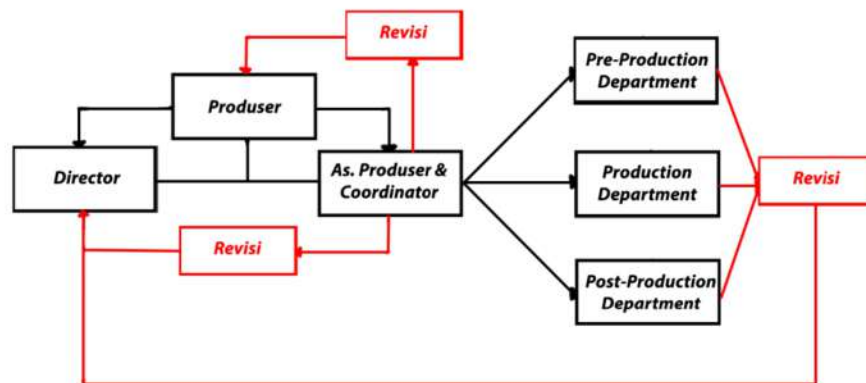 Revisi
Pre-Production
Department
Produser
Director
As. Produser &
Coordinator
Production
Department
Revisi
Revisi
Post-Production
Department